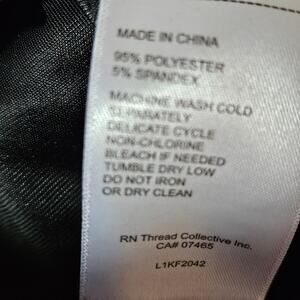 MADE IN CHINA
95% POLYESTER
5% SPANDEX
MACHINE WASH COLD
SEPARATELY
DELICATE CYCLE
NON-CHLORINE
BLEACH IF NEEDED
TUMBLE DRY LOW
DO NOT IRON
OR DRY CLEAN
RN Thread Collective Inc.
CA# 07465
L1KF2042